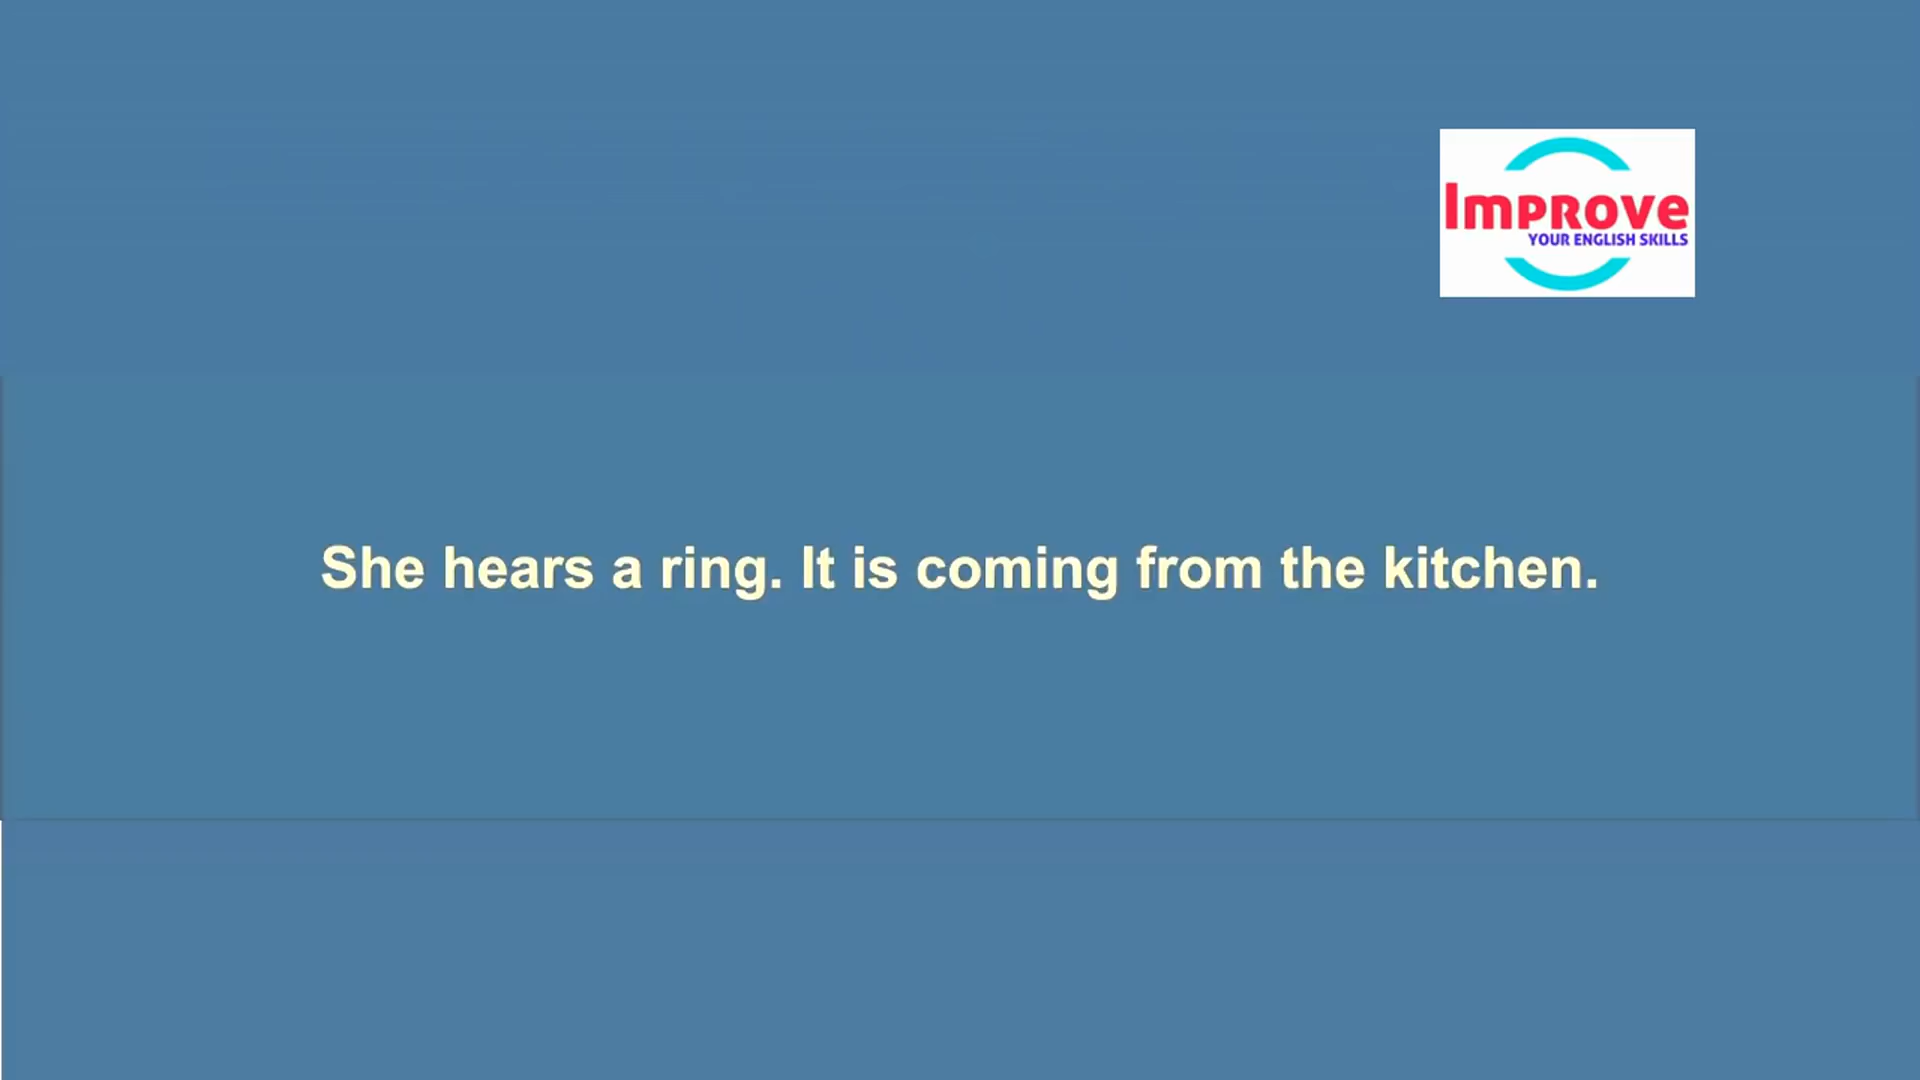 Improve
YOUR ENGLISH SKILLS
She hears a ring. It is coming from the kitchen.